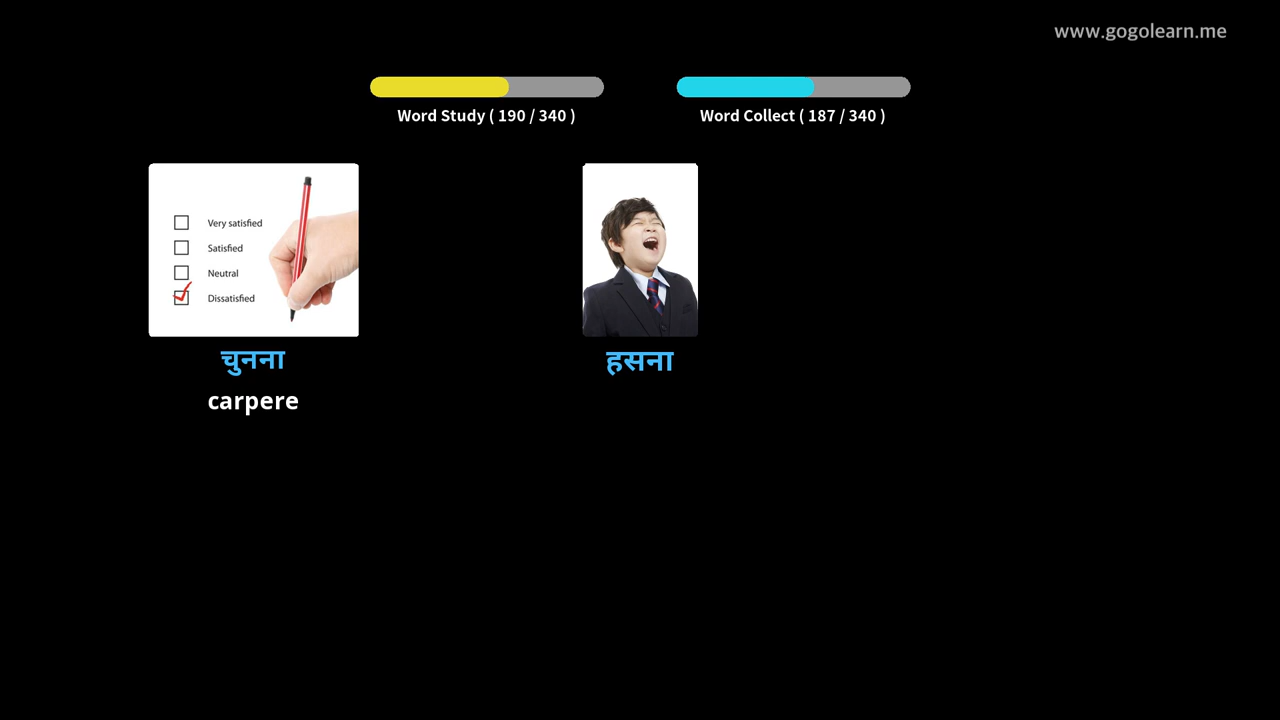 www.gogolearn.me
Word Study ( 190 / 340 )
Word Collect ( 187 / 340 )
Very satisfied
Satisfied
Neutral
Dissatisfied
चुनना
हसना
carpere